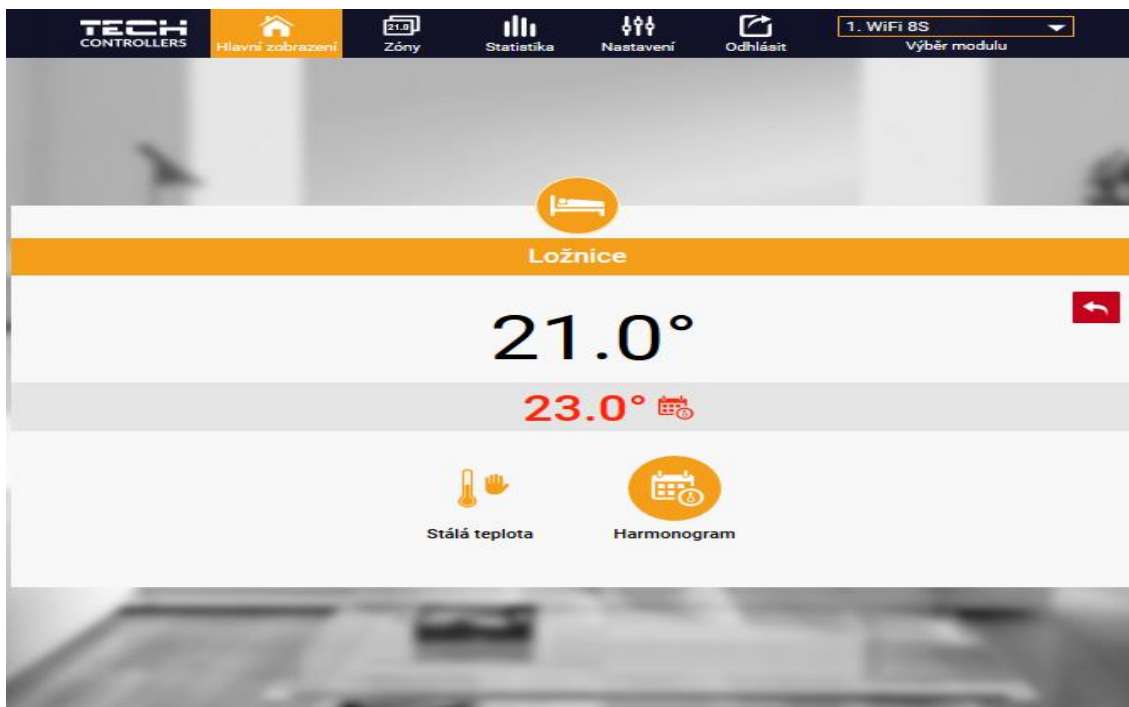 TECH
CONTROLLERS
Hlavní zobrazení
21.0
Zóny
Statistika
Nastavení
Odhlásit
1. WiFi 8S
Výběr modulu
Ložnice
21.0°
23.0°
Stálá teplota
Harmonogram